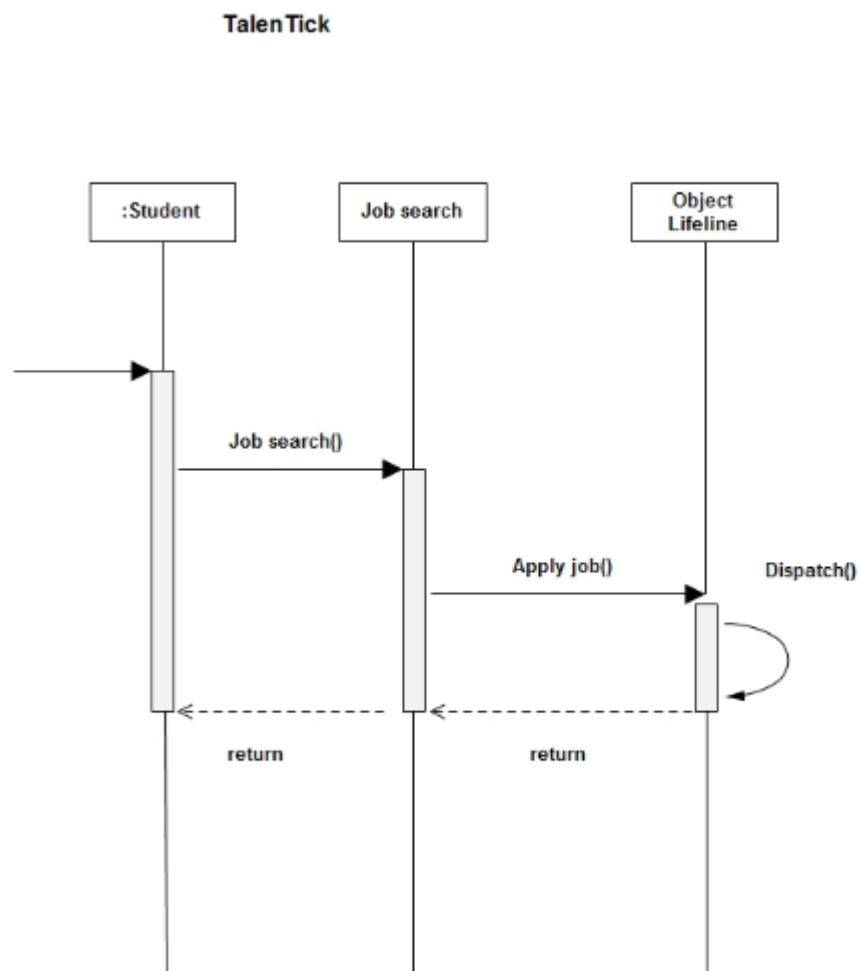 TalenTick
:Student
Job search
Object
Lifeline
Job search()
Apply job()
Dispatch()
return
return